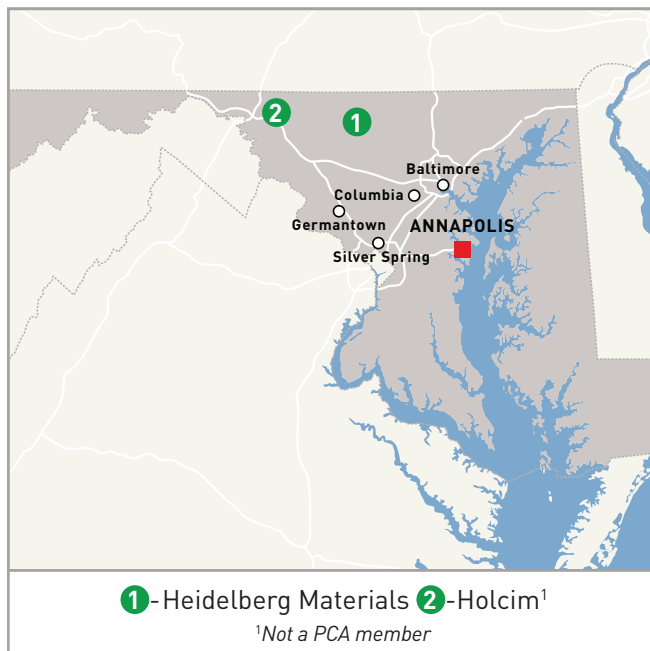 2
1
Baltimore
Columbia
Germantown
ANNAPOLIS
Silver Spring
1-Heidelberg Materials 2-Holcim¹
¹Not a PCA member